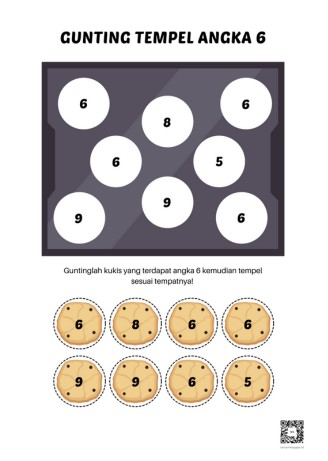 GUNTING TEMPEL ANGKA 6
6
6
8
6
5
9
9
6
Guntinglah kukis yang terdapat angka 6 kemudian tempel
sesuai tempatnya!
6 8 6 6
9 9 6 5